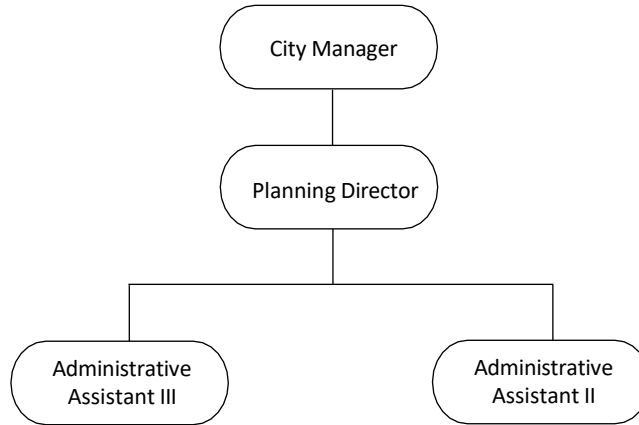 City Manager
Planning Director
Administrative
Assistant III
Administrative
Assistant II